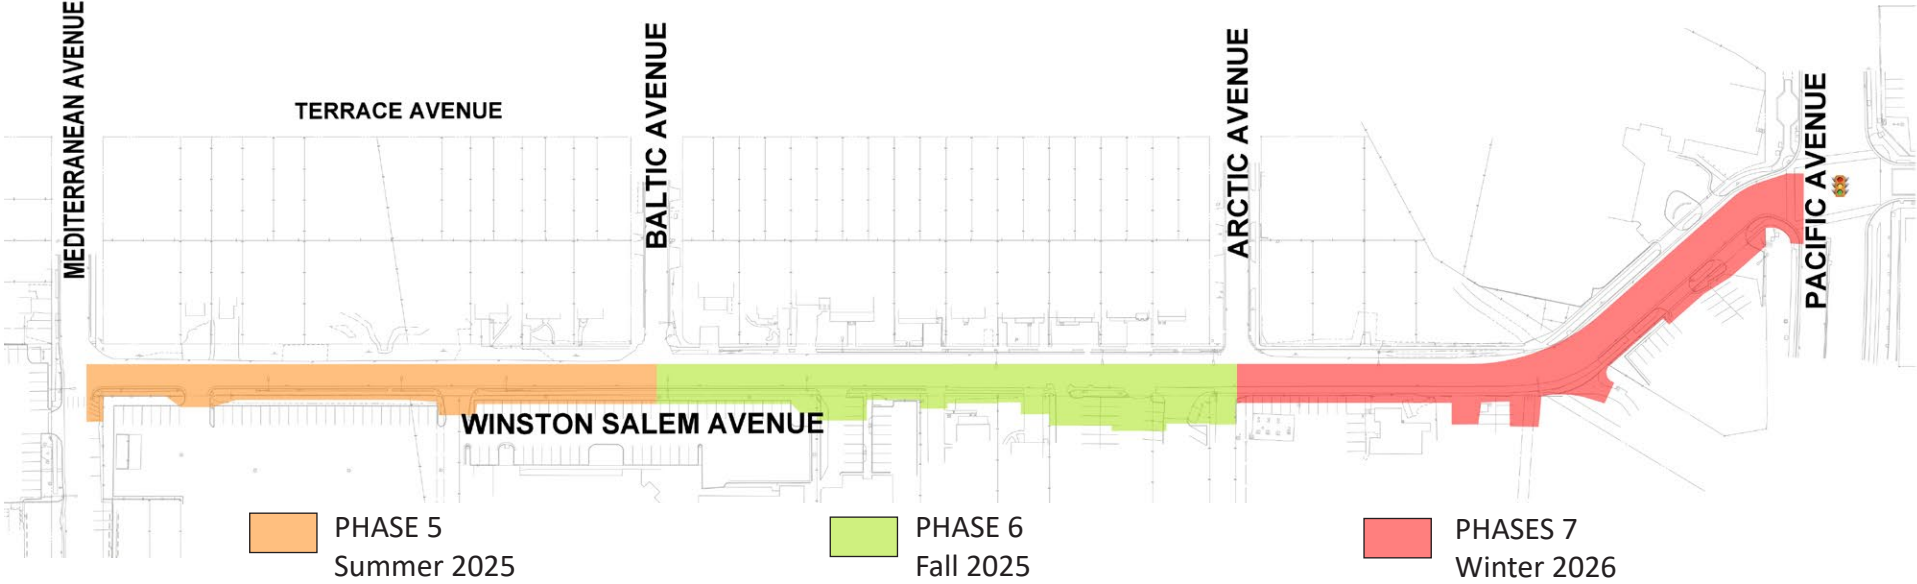 MEDITERRANEAN AVENUE
TERRACE AVENUE
BALTIC AVENUE
ARCTIC AVENUE
PACIFIC AVENUE
WINSTON SALEM AVENUE
PHASE 5
Summer 2025
PHASE 6
Fall 2025
PHASES 7
Winter 2026